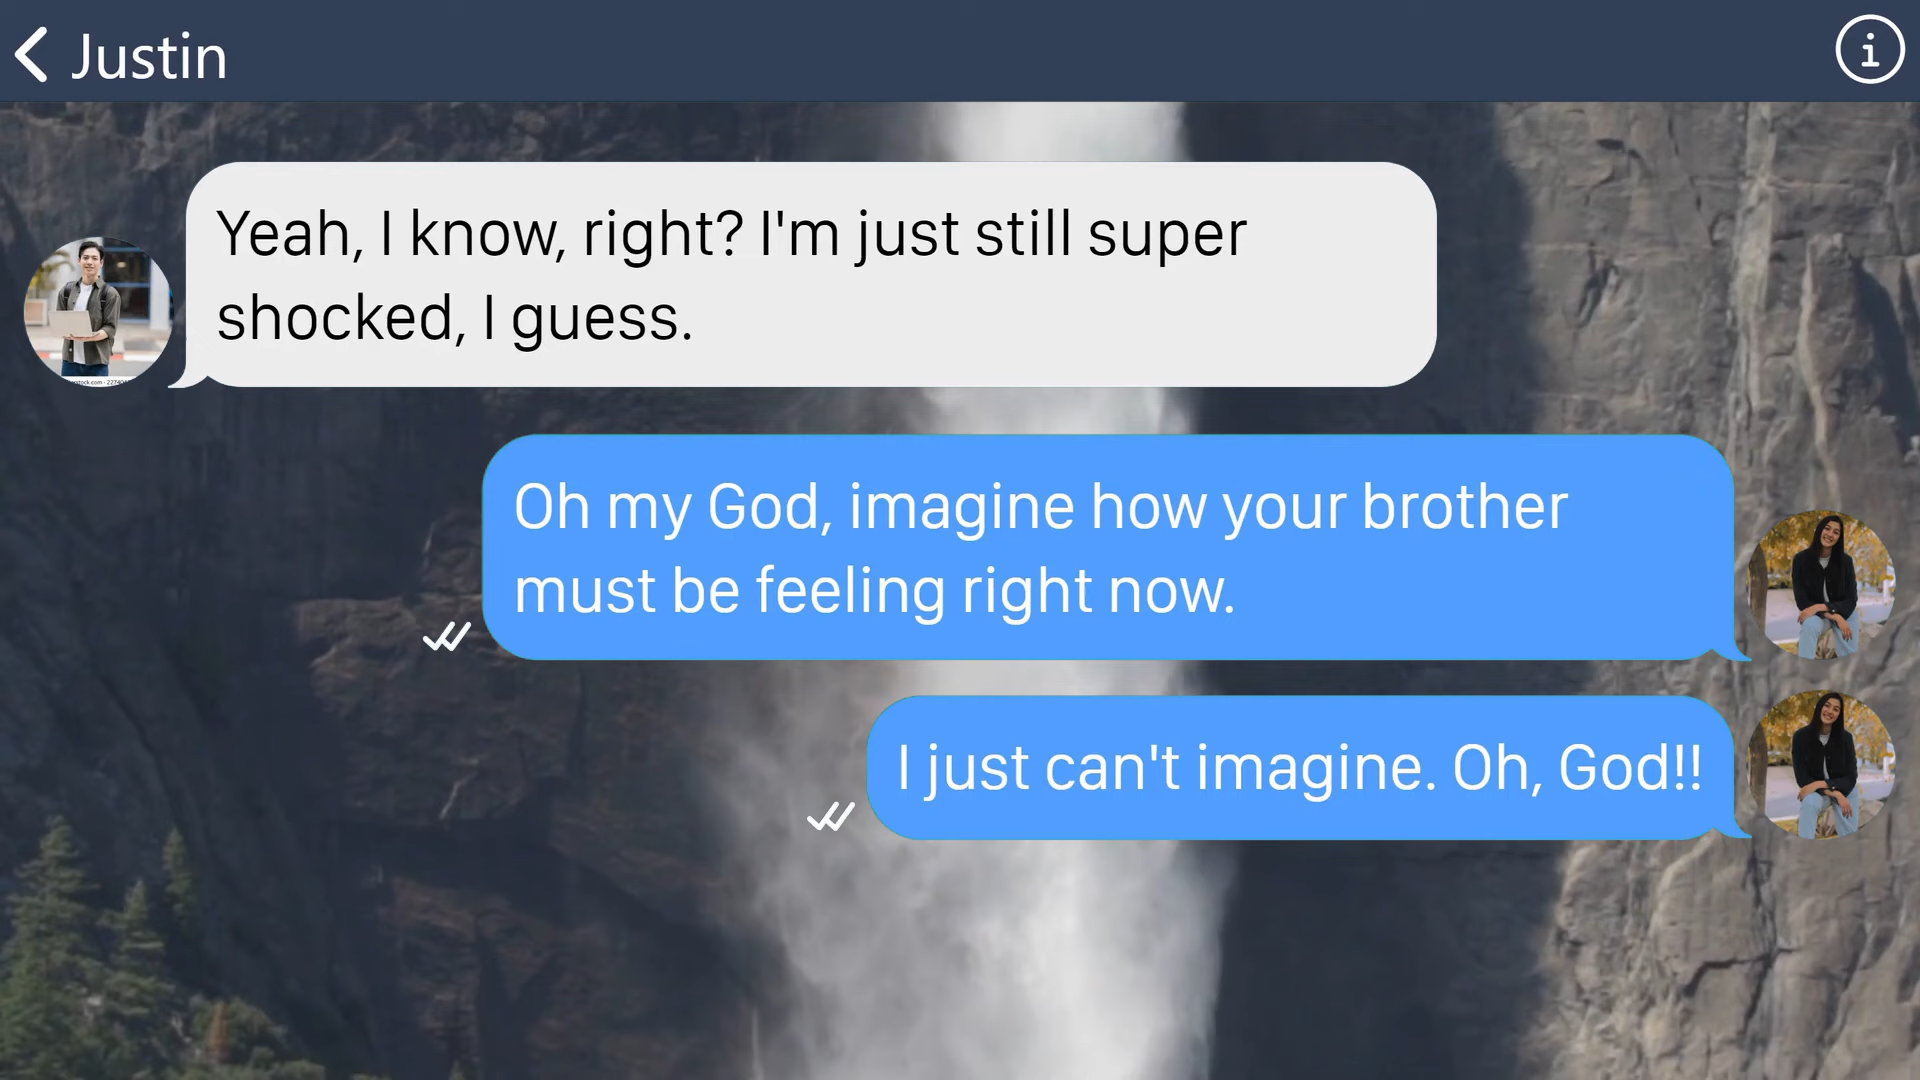 Justin
Yeah, I know, right? I'm just still super
shocked, I guess.
Oh my God, imagine how your brother
must be feeling right now.
I just can't imagine. Oh, God!!